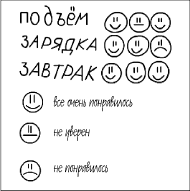 ПОДЪЁМ
ЗАРЯДКА
ЗАВТРАК
все очень понравилось
не уверен
не понравилось